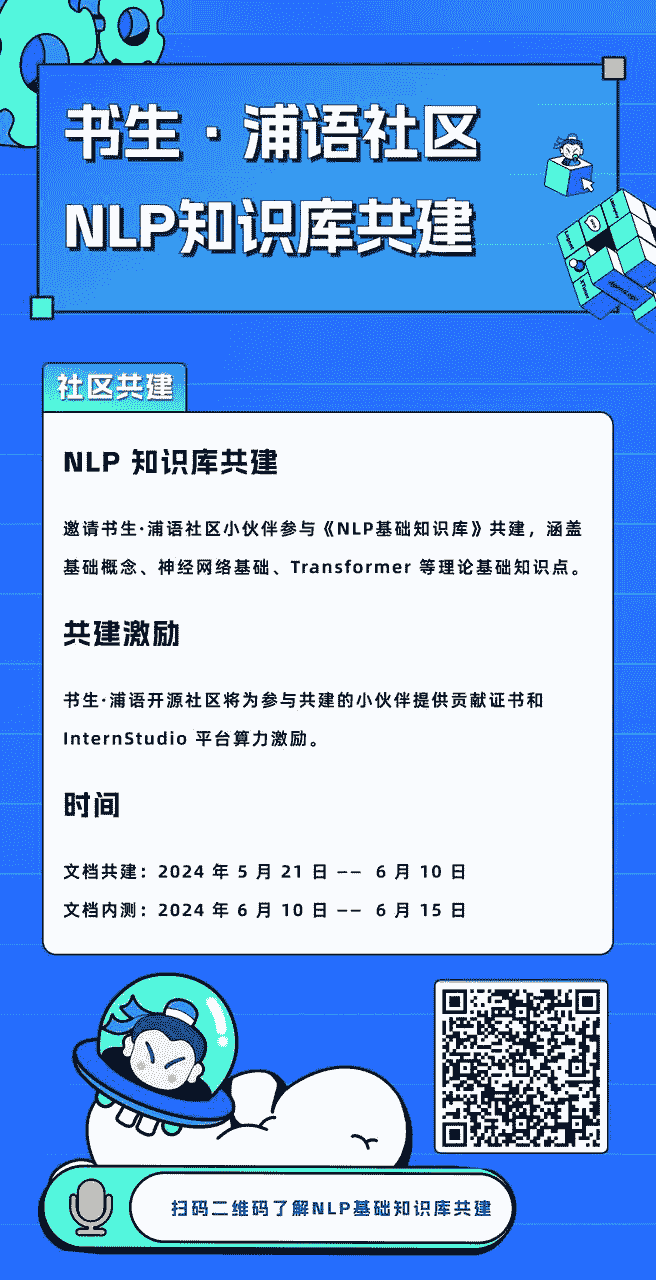 书生·浦语社区
NLP知识库共建
社区共建
NLP 知识库共建
邀请书生·浦语社区小伙伴参与《NLP基础知识库》共建，涵盖
基础概念、神经网络基础、Transformer 等理论基础知识点。
共建激励
书生·浦语开源社区将为参与共建的小伙伴提供贡献证书和
InternStudio 平台算力激励。
时间
文档共建：2024 年 5 月 21 日 —— 6 月 10 日
文档内测：2024 年 6 月 10 日 —— 6 月 15 日
扫码二维码了解NLP基础知识库共建